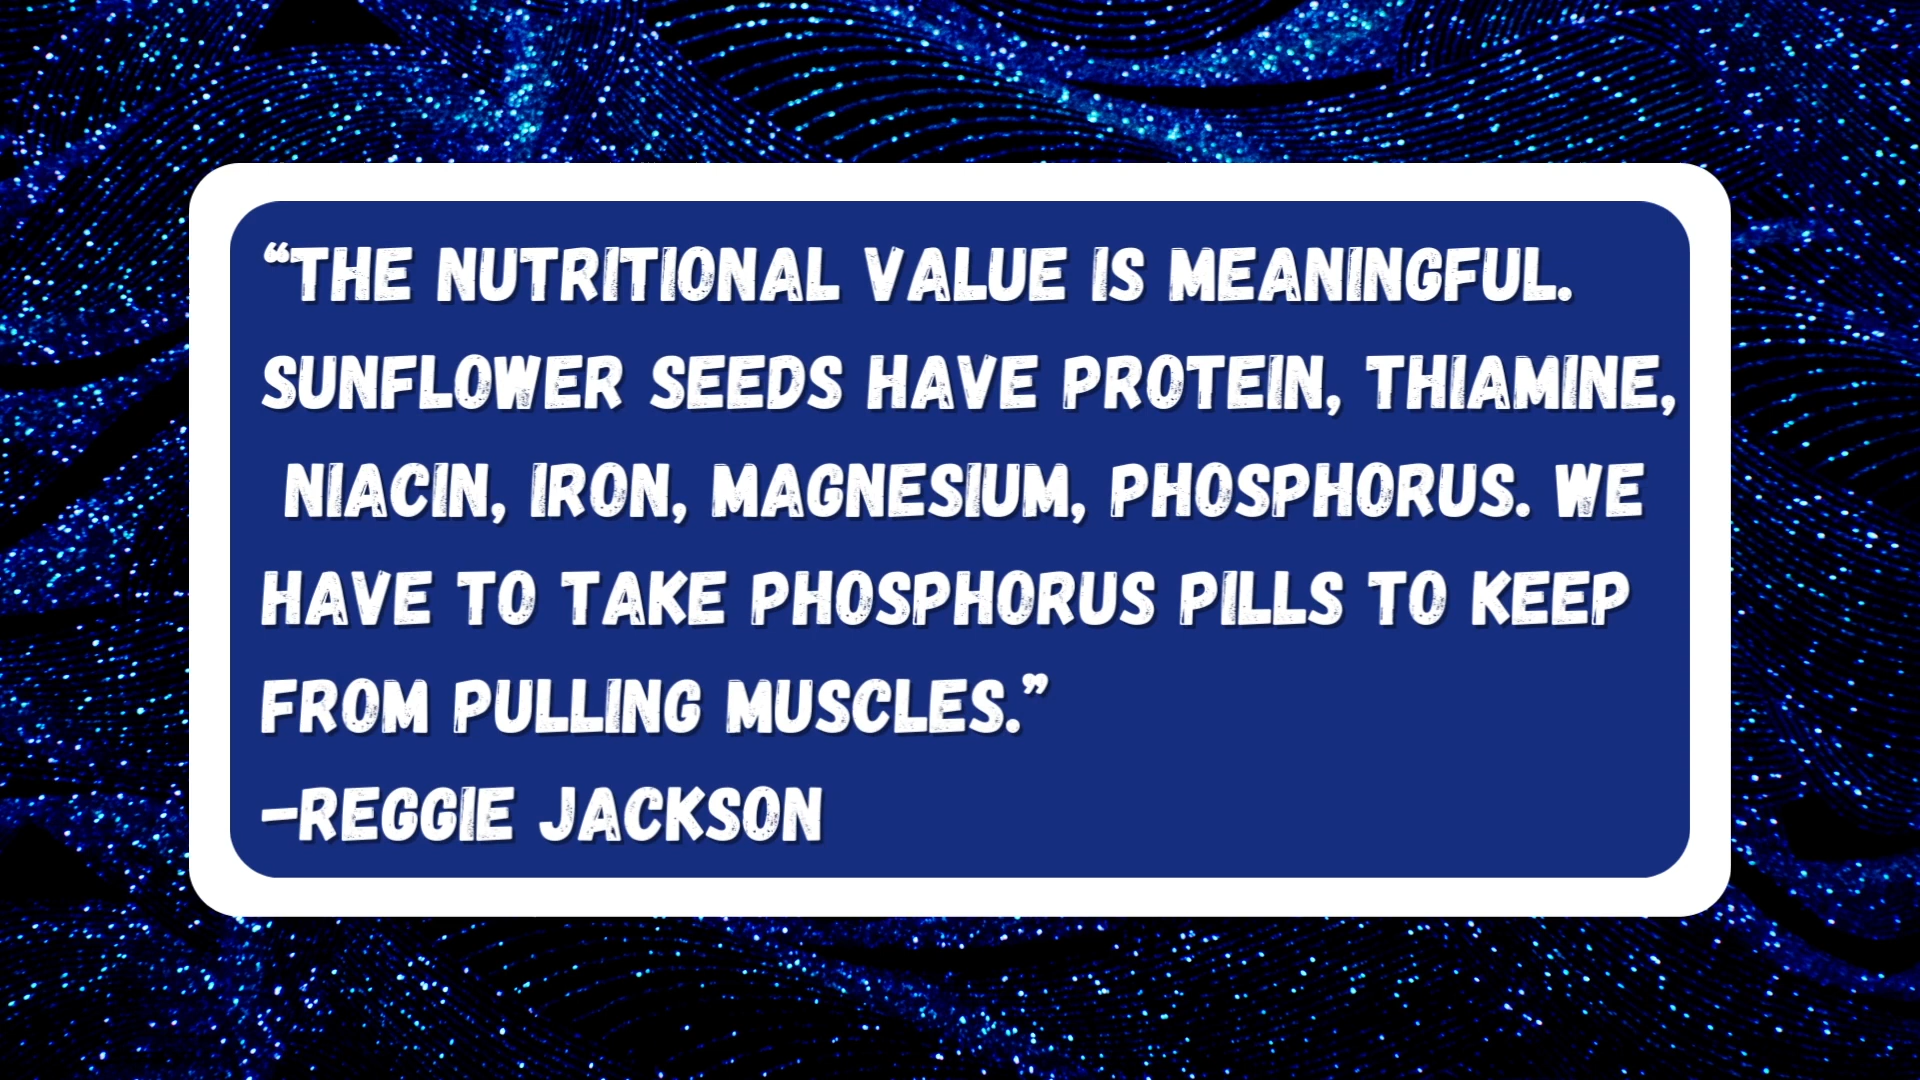 “THE NUTRITIONAL VALUE IS MEANINGFUL.
SUNFLOWER SEEDS HAVE PROTEIN, THIAMINE,
NIACIN, IRON, MAGNESIUM, PHOSPHORUS. WE
HAVE TO TAKE PHOSPHORUS PILLS TO KEEP
FROM PULLING MUSCLES.”
–REGGIE JACKSON